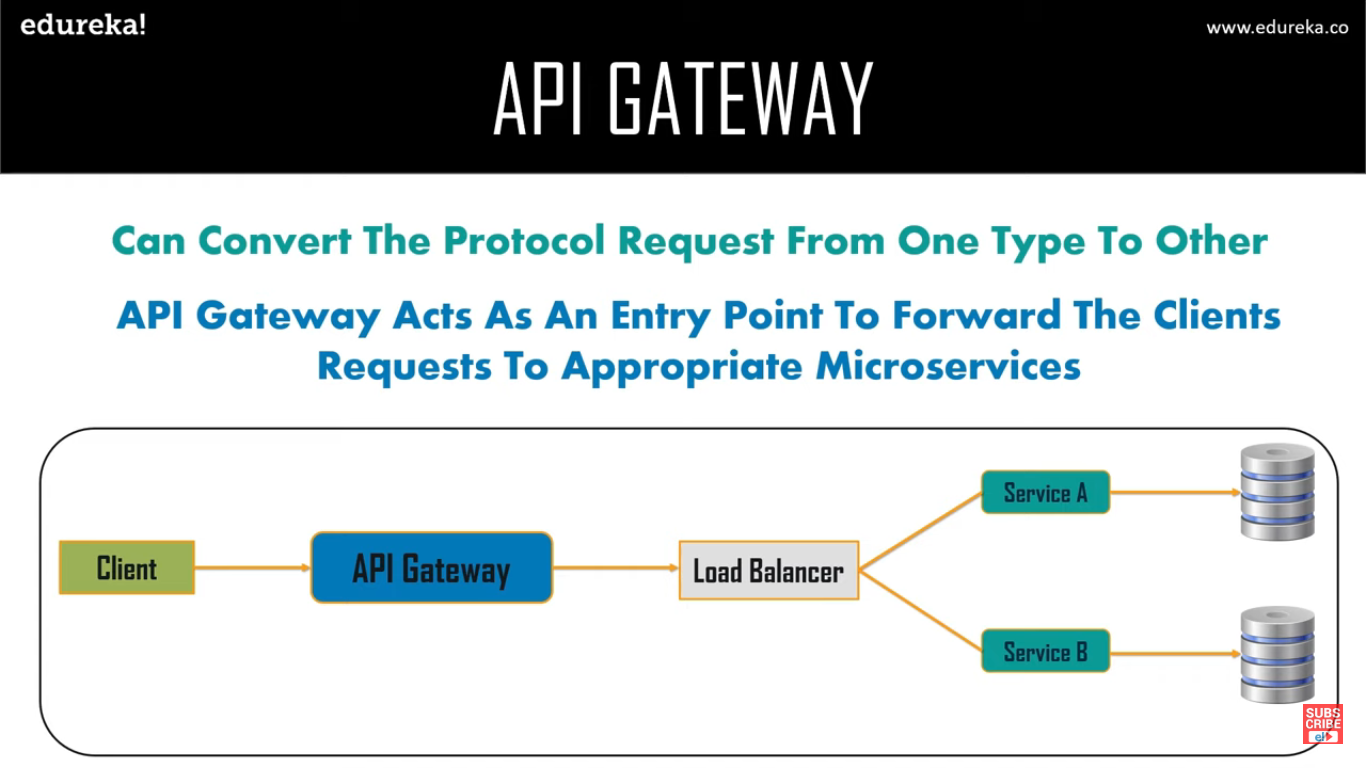 edureka!
www.edureka.co
API GATEWAY
Can Convert The Protocol Request From One Type To Other
API Gateway Acts As An Entry Point To Forward The Clients
Requests To Appropriate Microservices
Client
API Gateway
Load Balancer
Service A
Service B
SUBS
CRIBE
e!